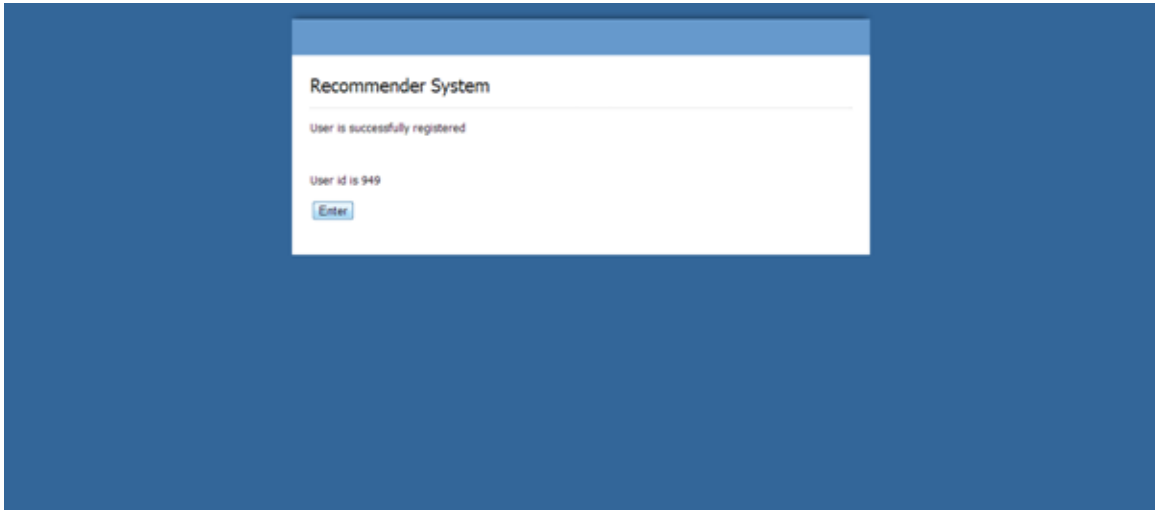 Recommender System
User is successfully registered
User id is 949
Enter